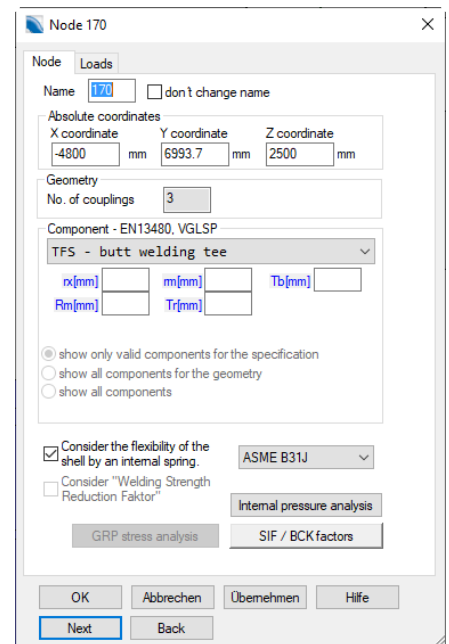 Node 170
Node Loads
Name 170 don't change name
Absolute coordinates
X coordinate Y coordinate Z coordinate
-4800 mm 6993.7 mm 2500 mm
Geometry
No. of couplings 3
Component - EN13480, VGLSP
TFS - butt welding tee
rx[mm] rm[mm] Tb[mm]
Rm[mm] Tr[mm]
show only valid components for the specification
show all components for the geometry
show all components
Consider the flexibility of the
shell by an internal spring. ASME B31J
Consider "Welding Strength
Reduction Faktor"
Internal pressure analysis
GRP stress analysis SIF / BCK factors
OK Abbrechen Übernehmen Hilfe
Next Back